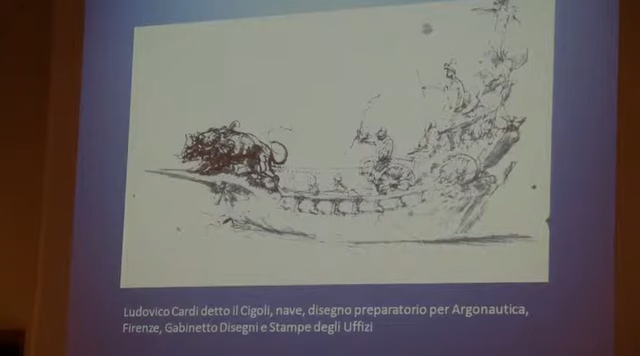 Ludovico Cardi detto il Cigoli, nave, disegno preparatorio per Argonautica,
Firenze, Gabinetto Disegni e Stampe degli Uffizi